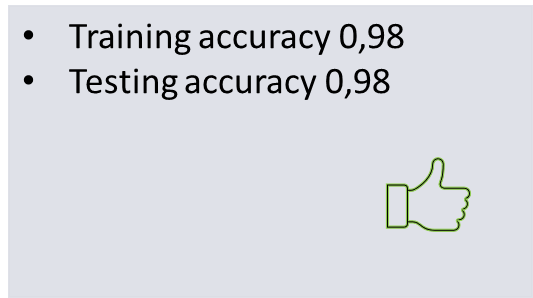 • Training accuracy 0,98
• Testing accuracy 0,98